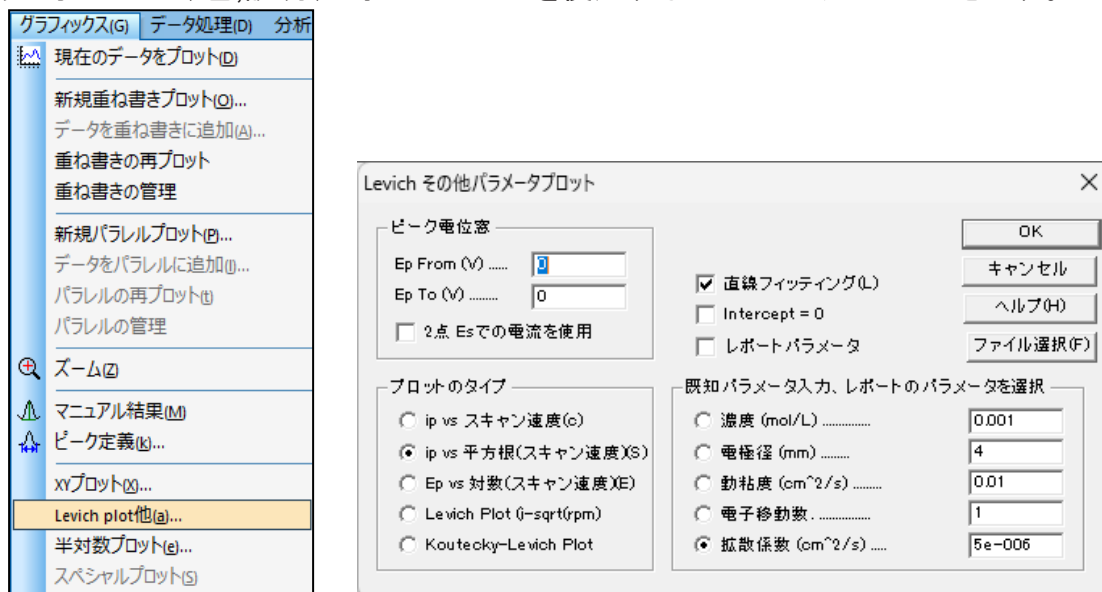 グラフィックス(G) データ処理(D) 分析
現在のデータをプロット(D)
新規重ね書きプロット(O)...
データを重ね書きに追加(A)...
重ね書きの再プロット
重ね書きの管理
新規パラレルプロット(P)...
データをパラレルに追加(I)...
パラレルの再プロット(t)
パラレルの管理
ズーム(Z)
マニュアル結果(M)
ピーク定義(k)...
XYプロット(X)...
Levich plot他(a)...
半対数プロット(e)...
スペシャルプロット(S)
Levich その他パラメータプロット
ピーク電位窓
Ep From (V) ...... 0
Ep To (V) ......... 0
2点 Esでの電流を使用
直線フィッティング(L)
Intercept = 0
レポートパラメータ
OK
キャンセル
ヘルプ(H)
ファイル選択(F)
プロットのタイプ
ip vs スキャン速度(c)
ip vs 平方根(スキャン速度)(S)
Ep vs 対数(スキャン速度)(E)
Levich Plot (i-sqrt(rpm)
Koutecky-Levich Plot
既知パラメータ入力、レポートのパラメータを選択
濃度 (mol/L) .............. 0.001
電極径 (mm) ......... 4
動粘度 (cm^2/s) ......... 0.01
電子移動数. ............... 1
拡散係数 (cm^2/s) ..... 5e-006